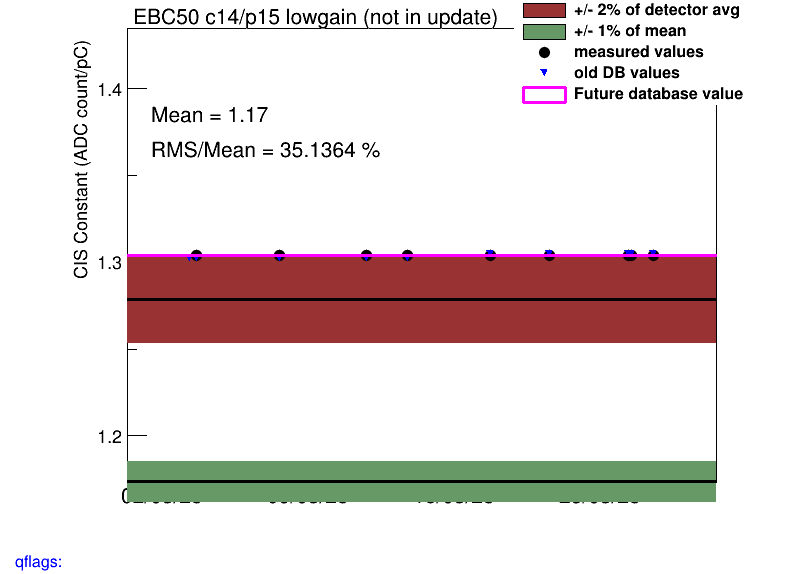 EBC50 c14/p15 lowgain (not in update)
+/- 2% of detector avg
+/- 1% of mean
measured values
old DB values
Future database value
CIS Constant (ADC count/pC)
1.4
Mean = 1.17
RMS/Mean = 35.1364 %
1.3
1.2
qflags: